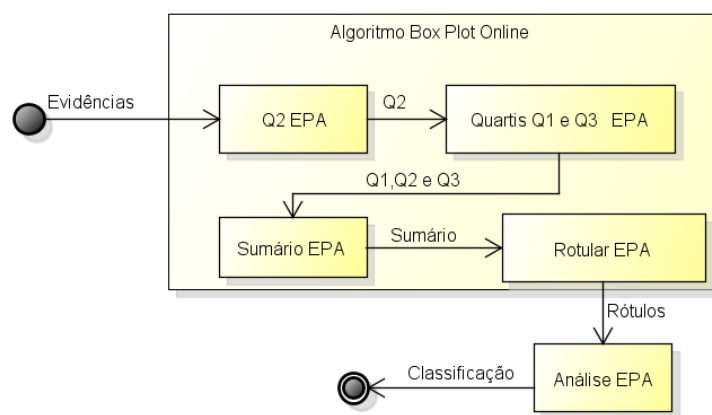 Algoritmo Box Plot Online
Evidências
Q2 EPA
Q2
Quartis Q1 e Q3 EPA
Q1,Q2 e Q3
Sumário EPA
Sumário
Rotular EPA
Rótulos
Análise EPA
Classificação